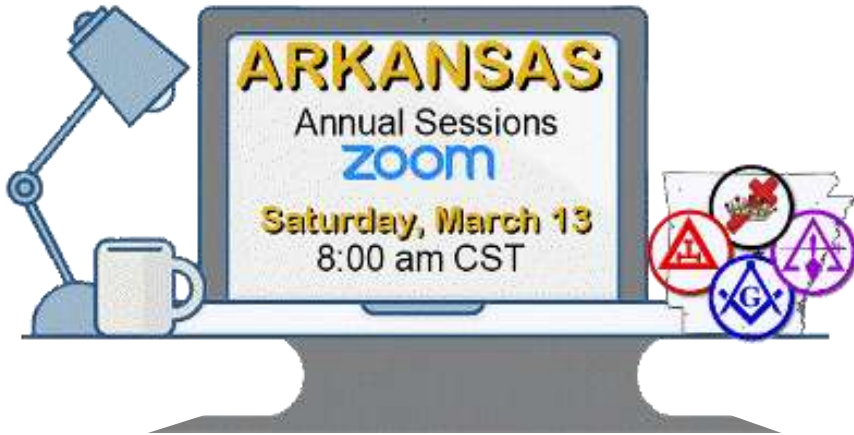 ARKANSAS
Annual Sessions
zoom
Saturday, March 13
8:00 am CST
G